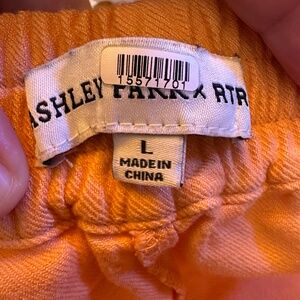 15571701
ASHLEY PARK X RTR
L
MADE IN
CHINA